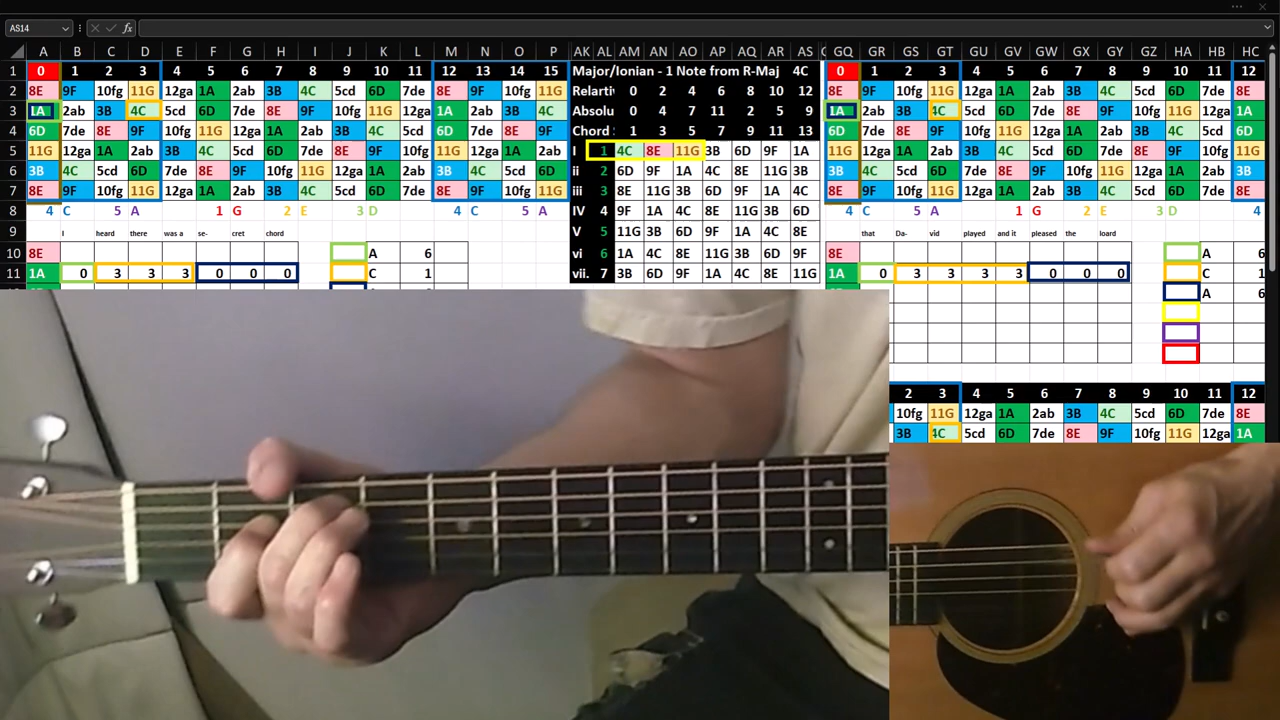 AS14 fx
A B C D E F G H I J K L M N O P AK AL AM AN AO AP AQ AR AS GQ GR GS GT GU GV GW GX GY GZ HA HB HC
1 0 1 2 3 4 5 6 7 8 9 10 11 12 13 14 15 Major/Ionian - 1 Note from R-Maj 4C 0 1 2 3 4 5 6 7 8 9 10 11 12
2 8E 9F 10fg 11G 12ga 1A 2ab 3B 4C 5cd 6D 7de 8E 9F 10fg 11G Relarti 0 2 4 6 8 10 12 8E 9F 10fg 11G 12ga 1A 2ab 3B 4C 5cd 6D 7de 8E
3 1A 2ab 3B 4C 5cd 6D 7de 8E 9F 10fg 11G 12ga 1A 2ab 3B 4C Absolu 0 4 7 11 2 5 9 1A 2ab 3B 4C 5cd 6D 7de 8E 9F 10fg 11G 12ga 1A
4 6D 7de 8E 9F 10fg 11G 12ga 1A 2ab 3B 4C 5cd 6D 7de 8E 9F Chord 1 3 5 7 9 11 13 6D 7de 8E 9F 10fg 11G 12ga 1A 2ab 3B 4C 5cd 6D
5 11G 12ga 1A 2ab 3B 4C 5cd 6D 7de 8E 9F 10fg 11G 12ga 1A 2ab I 1 4C 8E 11G 3B 6D 9F 1A 11G 12ga 1A 2ab 3B 4C 5cd 6D 7de 8E 9F 10fg 11G
6 3B 4C 5cd 6D 7de 8E 9F 10fg 11G 12ga 1A 2ab 3B 4C 5cd 6D ii 2 6D 9F 1A 4C 8E 11G 3B 3B 4C 5cd 6D 7de 8E 9F 10fg 11G 12ga 1A 2ab 3B
7 8E 9F 10fg 11G 12ga 1A 2ab 3B 4C 5cd 6D 7de 8E 9F 10fg 11G iii 3 8E 11G 3B 6D 9F 1A 4C 8E 9F 10fg 11G 12ga 1A 2ab 3B 4C 5cd 6D 7de 8E
8 4 C 5 A 1 G 2 E 3 D 4 C 5 A IV 4 9F 1A 4C 8E 11G 3B 6D 4 C 5 A 1 G 2 E 3 D 4
9 I heard there was a se- cret chord V 5 11G 3B 6D 9F 1A 4C 8E that Da- vid played and it pleased the loard
10 8E A 6 vi 6 1A 4C 8E 11G 3B 6D 9F 8E A 6
11 1A 0 3 3 3 0 0 0 C 1 vii. 7 3B 6D 9F 1A 4C 8E 11G 1A 0 3 3 3 3 0 0 0 C 1
A 6
2 3 4 5 6 7 8 9 10 11 12
10fg 11G 12ga 1A 2ab 3B 4C 5cd 6D 7de 8E
3B 4C 5cd 6D 7de 8E 9F 10fg 11G 12ga 1A